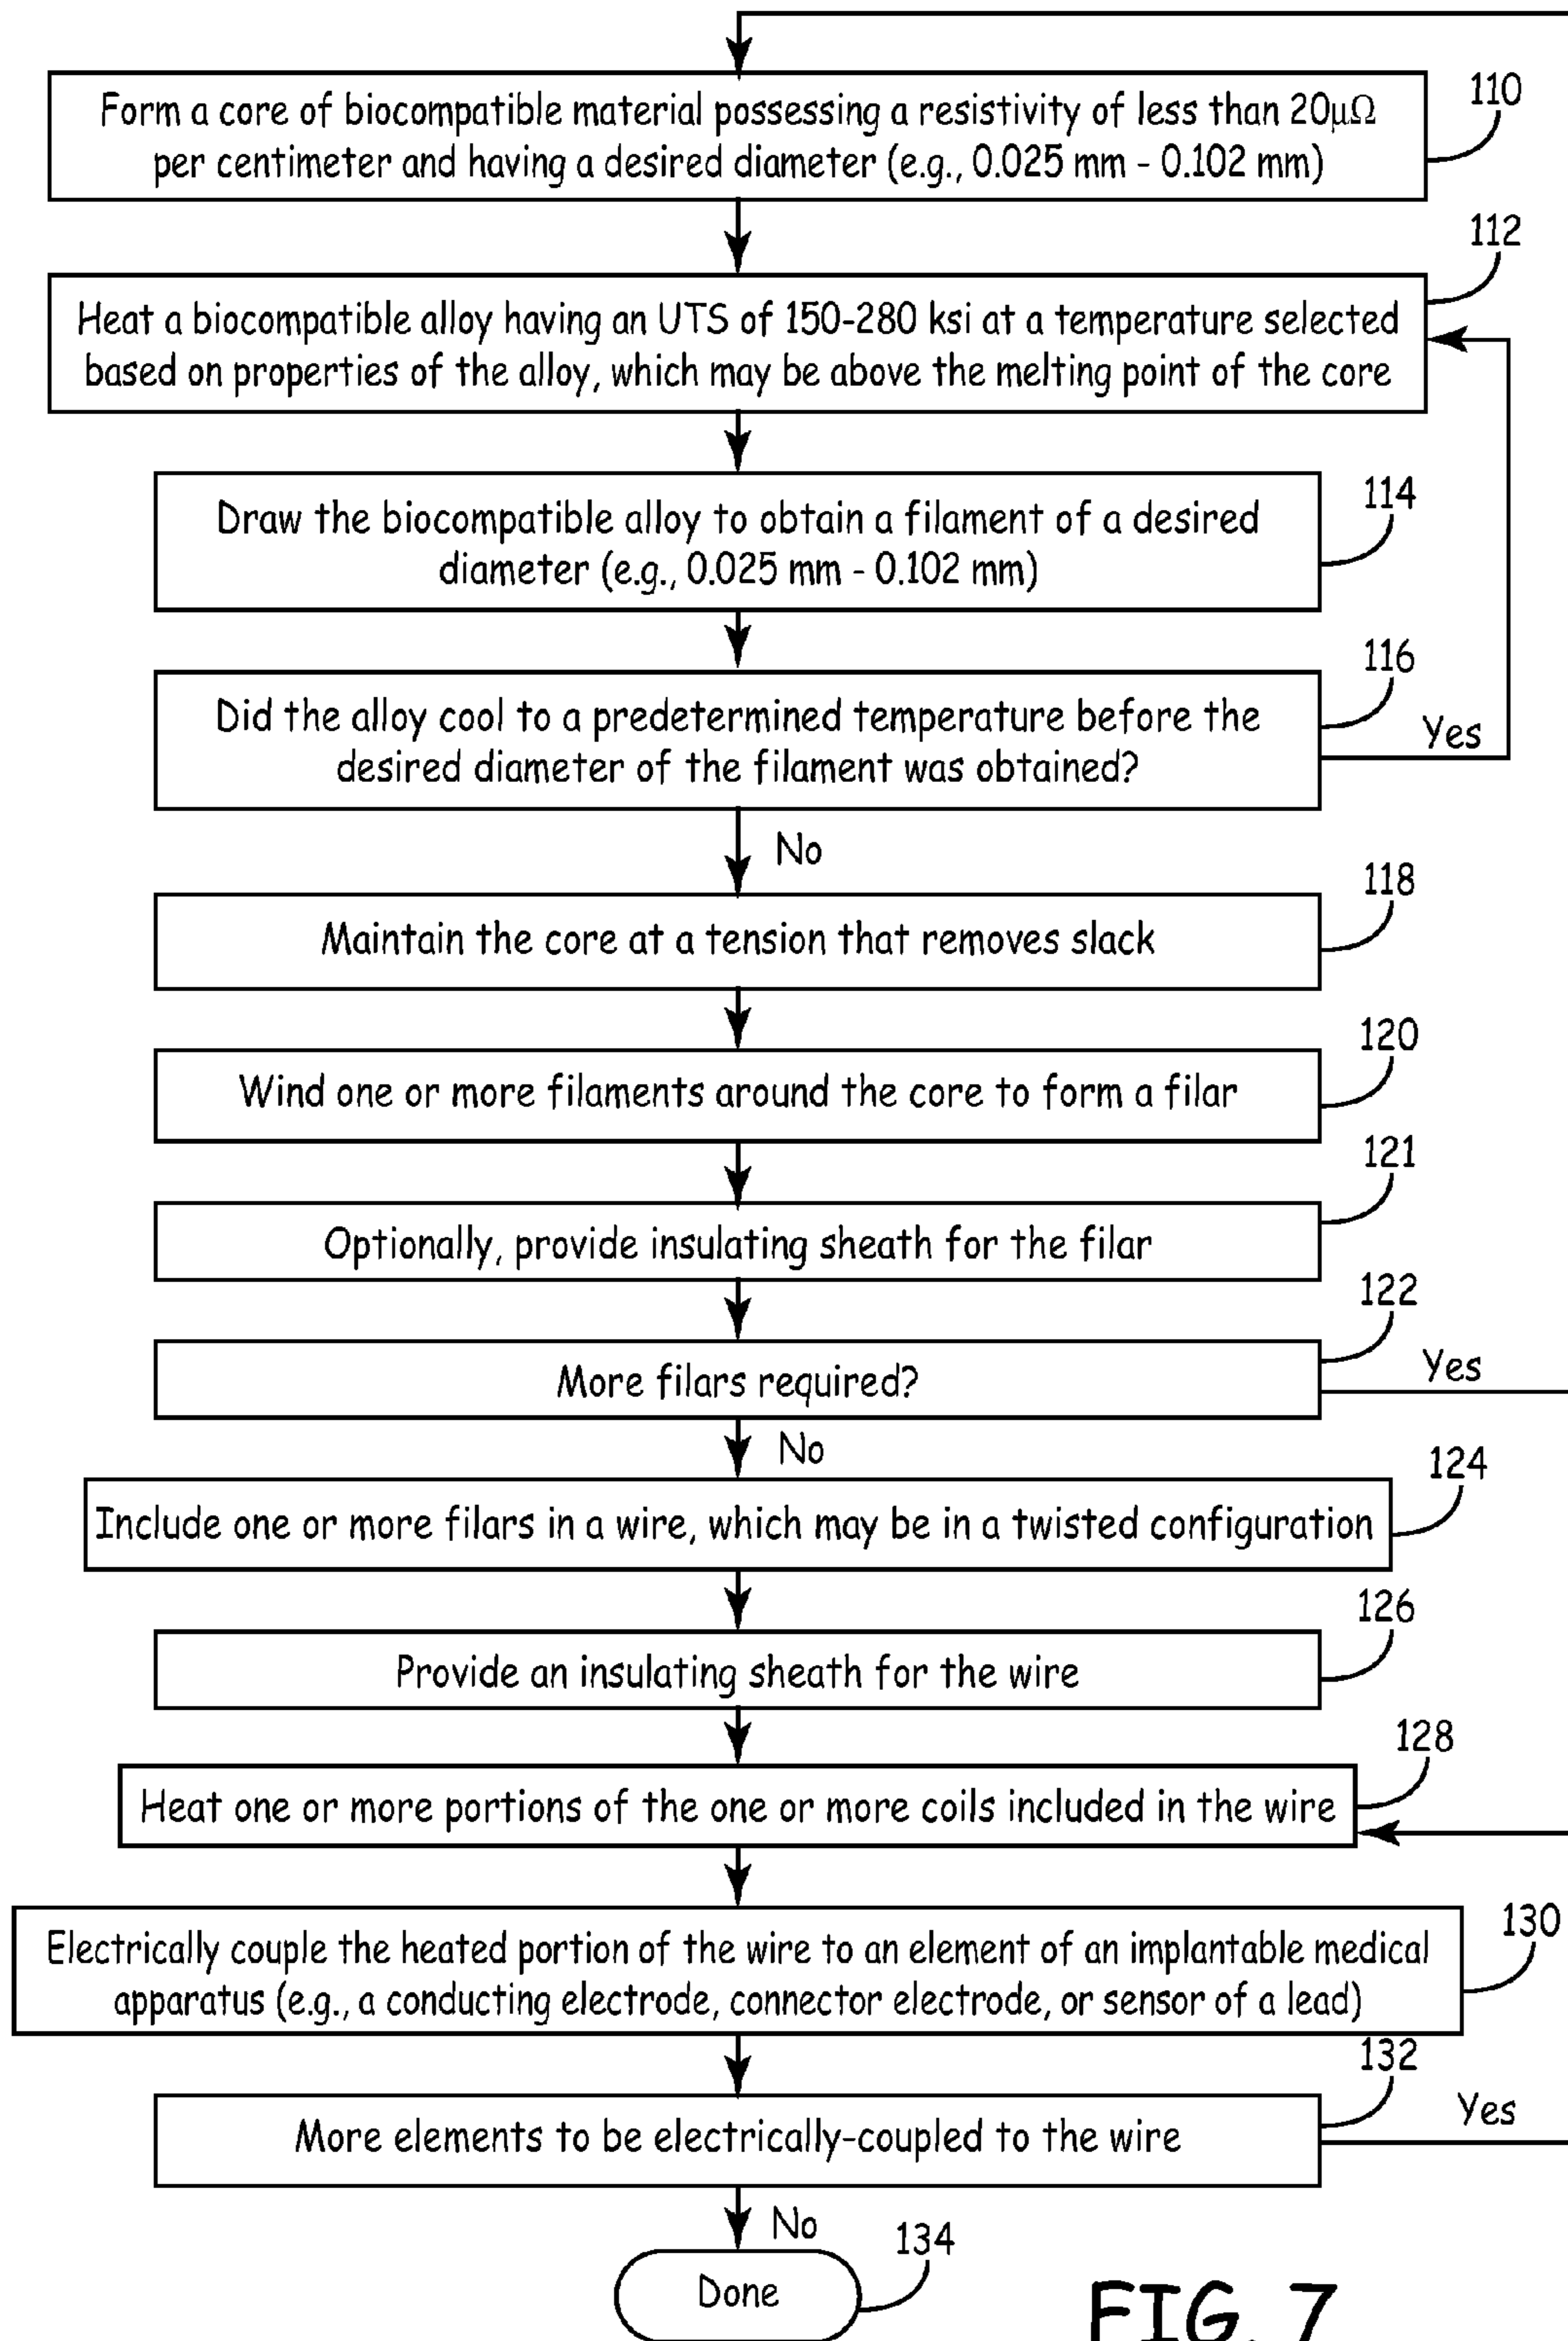 Form a core of biocompatible material possessing a resistivity of less than 20μΩ
per centimeter and having a desired diameter (e.g., 0.025 mm - 0.102 mm)
110
112
Heat a biocompatible alloy having an UTS of 150-280 ksi at a temperature selected
based on properties of the alloy, which may be above the melting point of the core
114
Draw the biocompatible alloy to obtain a filament of a desired
diameter (e.g., 0.025 mm - 0.102 mm)
116
Did the alloy cool to a predetermined temperature before the
desired diameter of the filament was obtained?
Yes
No
118
Maintain the core at a tension that removes slack
120
Wind one or more filaments around the core to form a filar
121
Optionally, provide insulating sheath for the filar
122
More filars required?
Yes
No
124
Include one or more filars in a wire, which may be in a twisted configuration
126
Provide an insulating sheath for the wire
128
Heat one or more portions of the one or more coils included in the wire
130
Electrically couple the heated portion of the wire to an element of an implantable medical
apparatus (e.g., a conducting electrode, connector electrode, or sensor of a lead)
132
More elements to be electrically-coupled to the wire
Yes
No
134
Done
FIG. 7